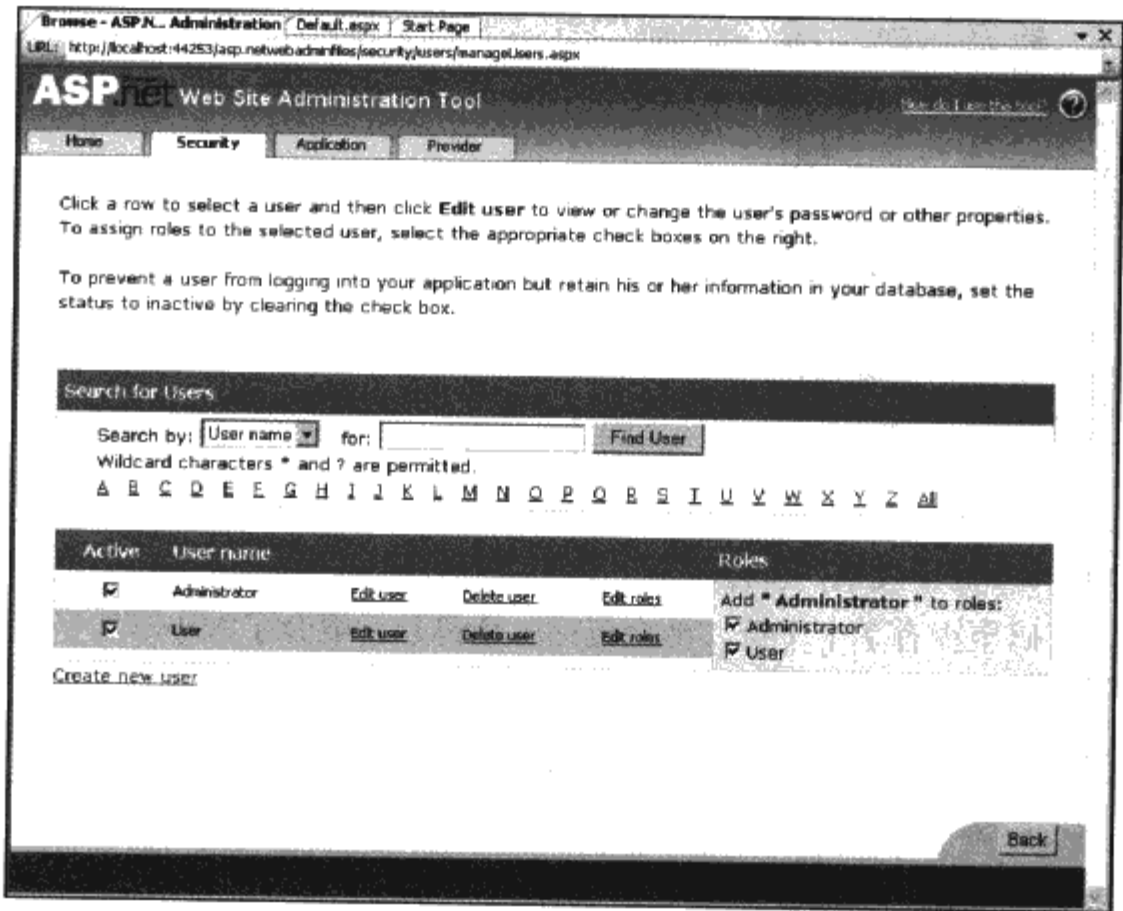 Browse - ASP.N... Administration Default.aspx Start Page
URL: http://localhost:44253/asp.netwebadminfiles/security/users/manageUsers.aspx
ASP.net Web Site Administration Tool How do I use this tool? ?
Home Security Application Provider
Click a row to select a user and then click Edit user to view or change the user's password or other properties.
To assign roles to the selected user, select the appropriate check boxes on the right.
To prevent a user from logging into your application but retain his or her information in your database, set the
status to inactive by clearing the check box.
Search for Users
Search by: User name for: Find User
Wildcard characters * and ? are permitted.
A B C D E F G H I J K L M N O P Q R S T U V W X Y Z All
Active User name Roles
Administrator Edit user Delete user Edit roles Add "Administrator" to roles:
Administrator
User Edit user Delete user Edit roles
User
Create new user
Back